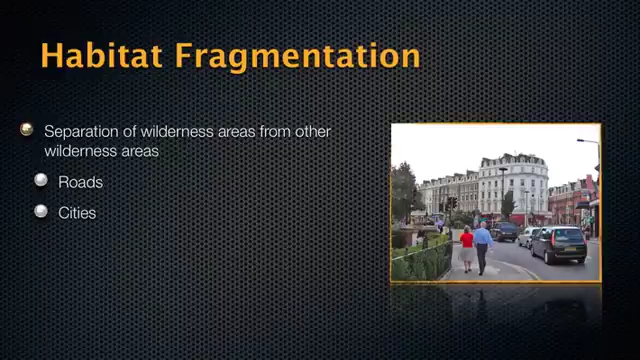 Habitat Fragmentation
Separation of wilderness areas from other
wilderness areas
Roads
Cities